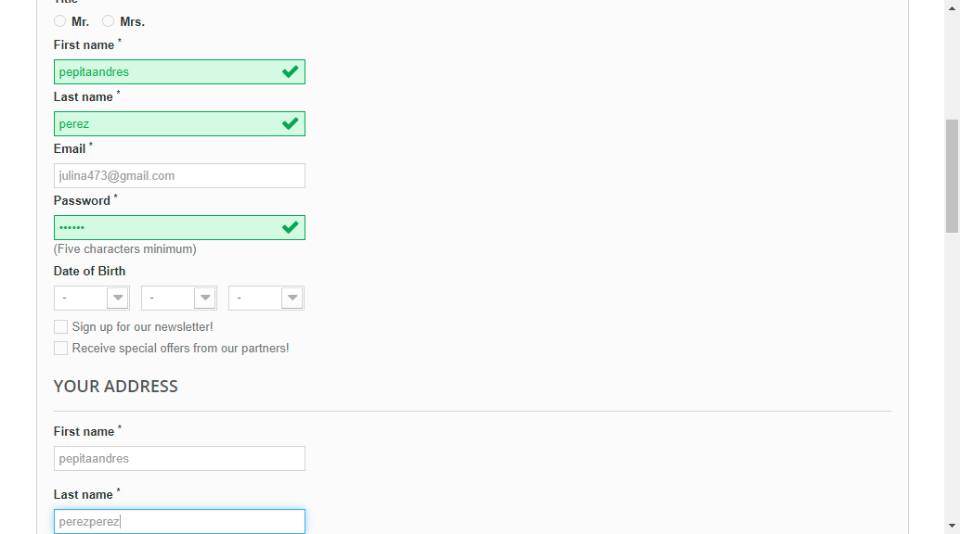 Mr. Mrs.
First name *
pepitaandres
Last name *
perez
Email *
julina473@gmail.com
Password *
••••••
(Five characters minimum)
Date of Birth
- - -
Sign up for our newsletter!
Receive special offers from our partners!
YOUR ADDRESS
First name *
pepitaandres
Last name *
perezperez